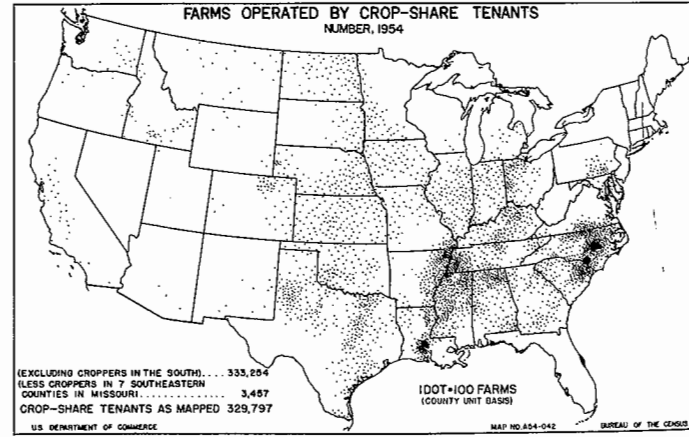 FARMS OPERATED BY CROP-SHARE TENANTS
NUMBER, 1954
(EXCLUDING CROPPERS IN THE SOUTH).... 333,254
(LESS CROPPERS IN 7 SOUTHEASTERN
COUNTIES IN MISSOURI............. 3,457
CROP-SHARE TENANTS AS MAPPED 329,797
1 DOT=100 FARMS
(COUNTY UNIT BASIS)
U.S. DEPARTMENT OF COMMERCE
MAP NO. A54-042
BUREAU OF THE CENSUS